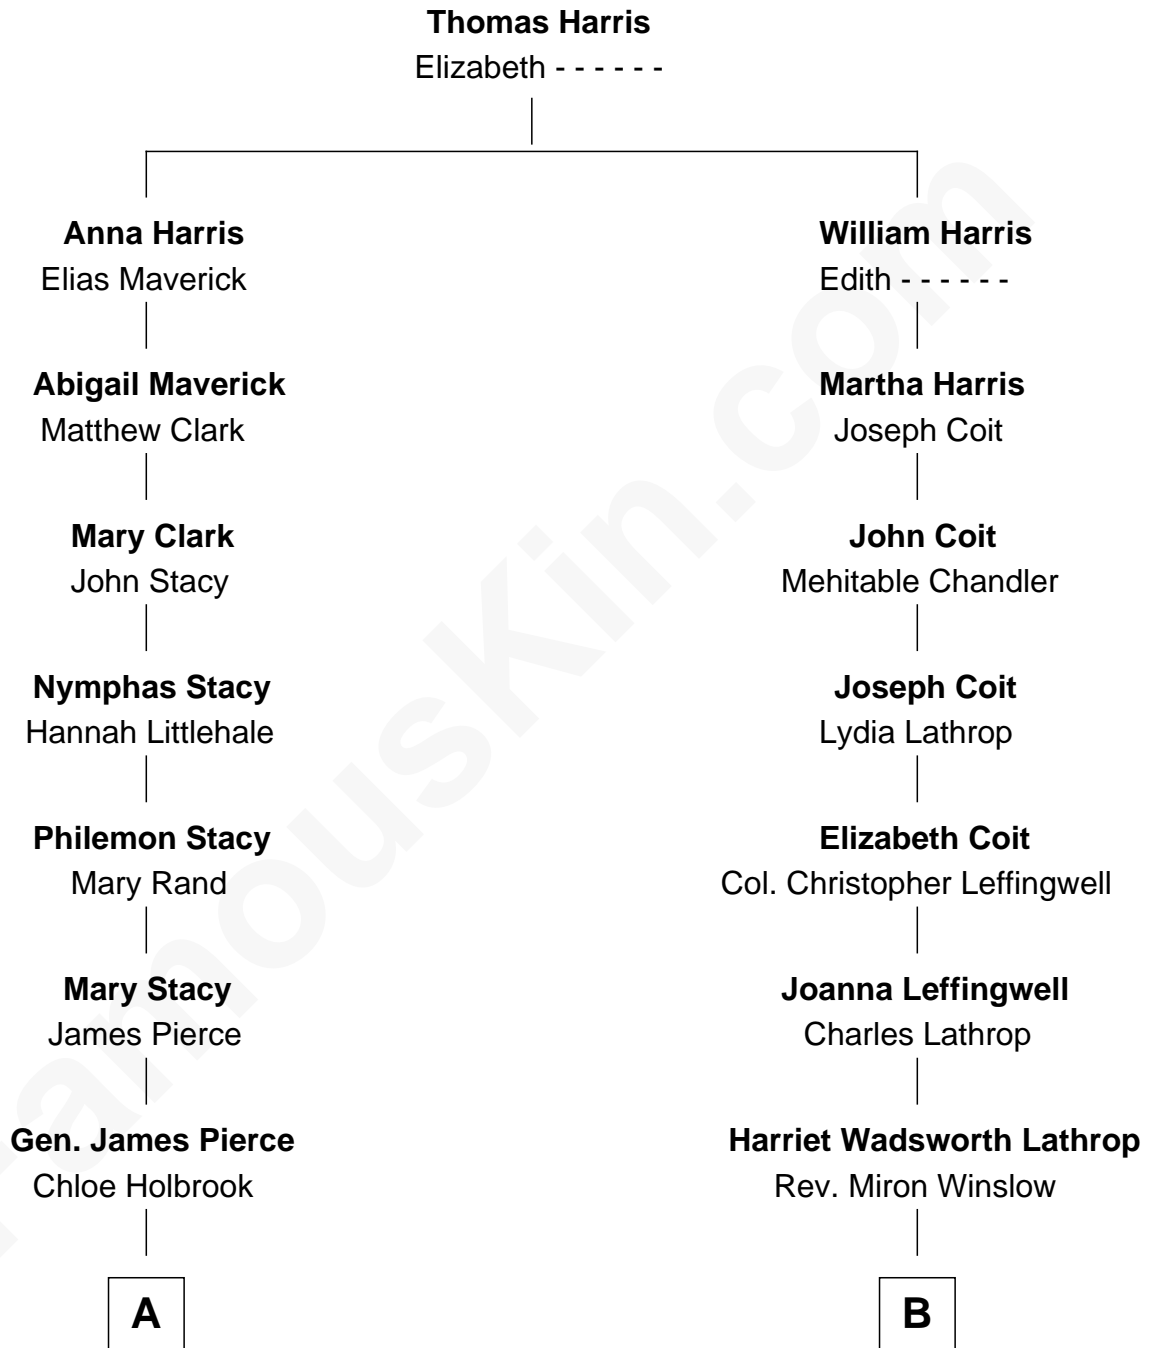 Thomas Harris
Elizabeth - - - - - -
Anna Harris
Elias Maverick
William Harris
Edith - - - - - -
Abigail Maverick
Matthew Clark
Martha Harris
Joseph Coit
Mary Clark
John Stacy
John Coit
Mehitable Chandler
Nymphas Stacy
Hannah Littlehale
Joseph Coit
Lydia Lathrop
Philemon Stacy
Mary Rand
Elizabeth Coit
Col. Christopher Leffingwell
Mary Stacy
James Pierce
Joanna Leffingwell
Charles Lathrop
Gen. James Pierce
Chloe Holbrook
Harriet Wadsworth Lathrop
Rev. Miron Winslow
A
B
FamousKin.com